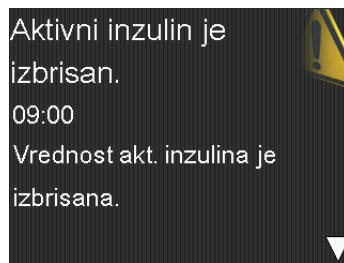 Aktivni inzulin je
izbrisan.
09:00
Vrednost akt. inzulina je
izbrisana.